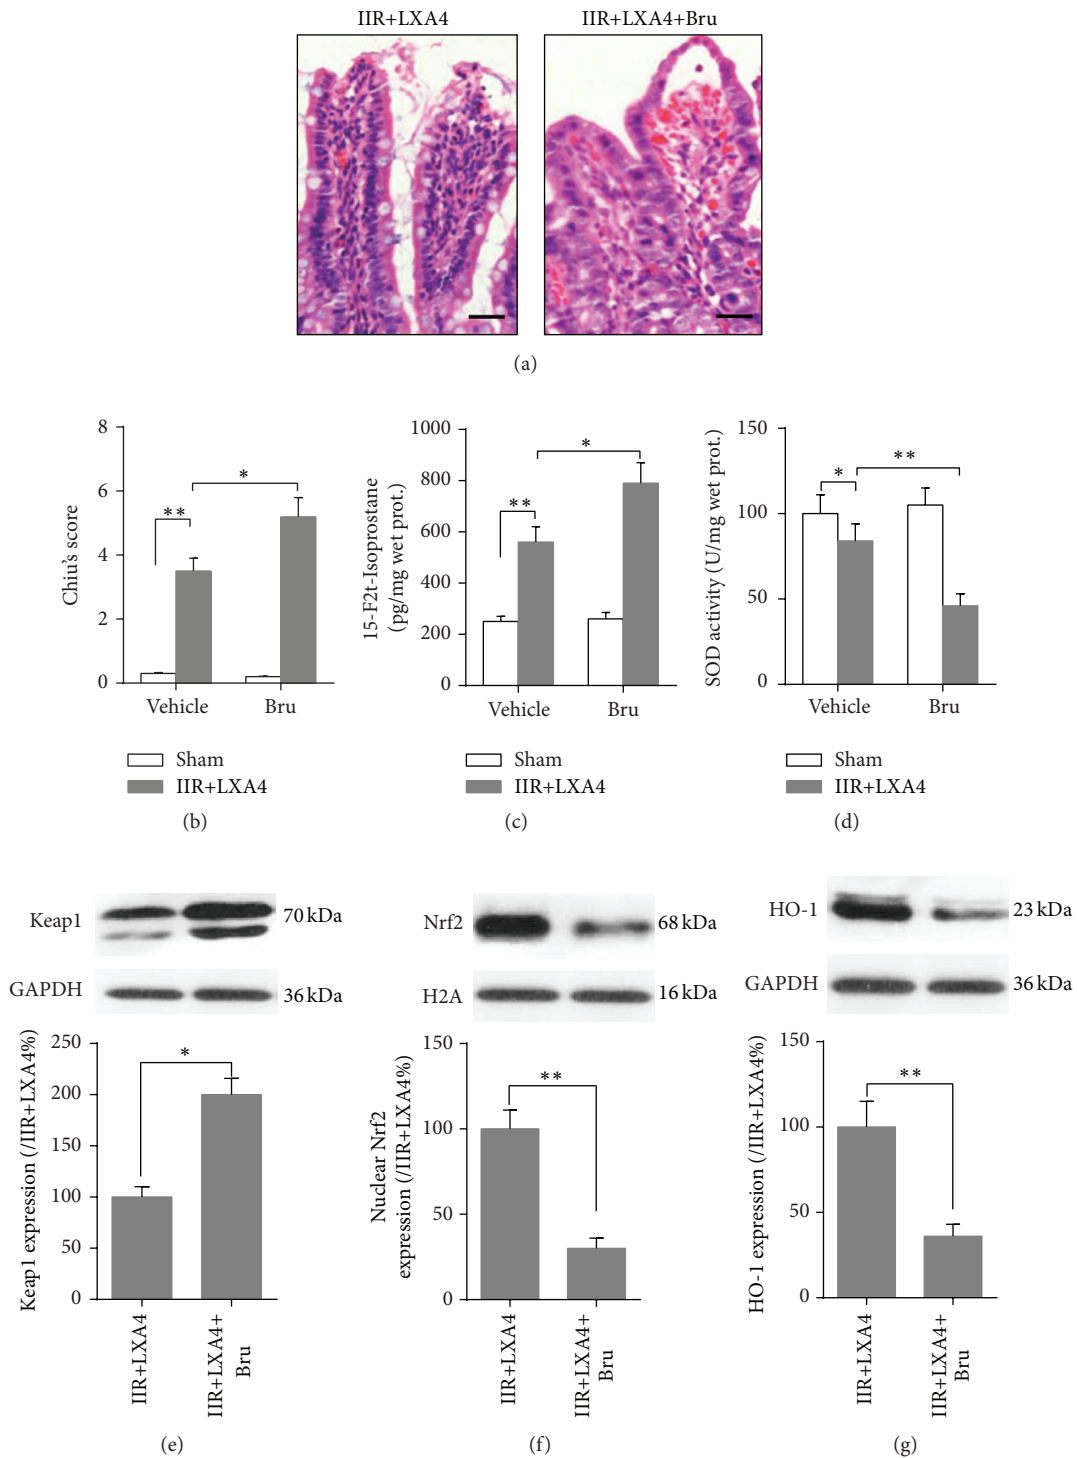 IIR+LXA4 IIR+LXA4+Bru
(a)
Chiu's score
8
6
4
2
0
**
*
Vehicle Bru
Sham
IIR+LXA4
(b)
15-F2t-Isoprostane
(pg/mg wet prot.)
1000
800
600
400
200
0
**
*
Vehicle Bru
Sham
IIR+LXA4
(c)
SOD activity (U/mg wet prot.)
150
100
50
0
*
**
Vehicle Bru
Sham
IIR+LXA4
(d)
Keap1 70 kDa
GAPDH 36 kDa
Keap1 expression (/IIR+LXA4%)
250
200
150
100
50
0
*
IIR+LXA4
IIR+LXA4+
Bru
(e)
Nrf2 68 kDa
H2A 16 kDa
Nuclear Nrf2
expression (/IIR+LXA4%)
150
100
50
0
**
IIR+LXA4
IIR+LXA4+
Bru
(f)
HO-1 23 kDa
GAPDH 36 kDa
HO-1 expression (/IIR+LXA4%)
150
100
50
0
**
IIR+LXA4
IIR+LXA4+
Bru
(g)